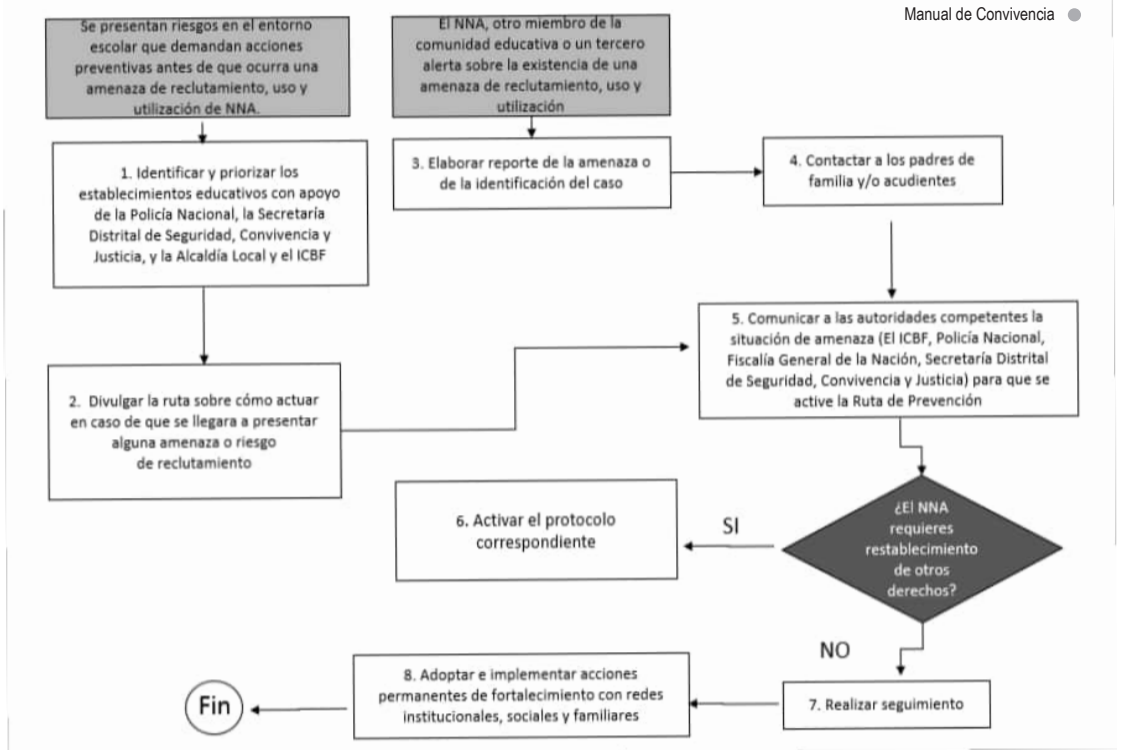 Manual de Convivencia
Se presentan riesgos en el entorno
escolar que demandan acciones
preventivas antes de que ocurra una
amenaza de reclutamiento, uso y
utilización de NNA.
El NNA, otro miembro de la
comunidad educativa o un tercero
alerta sobre la existencia de una
amenaza de reclutamiento, uso y
utilización
1. Identificar y priorizar los
establecimientos educativos con apoyo
de la Policía Nacional, la Secretaría
Distrital de Seguridad, Convivencia y
Justicia, y la Alcaldía Local y el ICBF
3. Elaborar reporte de la amenaza o
de la identificación del caso
4. Contactar a los padres de
familia y/o acudientes
2. Divulgar la ruta sobre cómo actuar
en caso de que se llegara a presentar
alguna amenaza o riesgo
de reclutamiento
5. Comunicar a las autoridades competentes la
situación de amenaza (El ICBF, Policía Nacional,
Fiscalía General de la Nación, Secretaría Distrital
de Seguridad, Convivencia y Justicia) para que se
active la Ruta de Prevención
¿El NNA
requieres
restablecimiento
de otros
derechos?
SI
6. Activar el protocolo
correspondiente
NO
7. Realizar seguimiento
8. Adoptar e implementar acciones
permanentes de fortalecimiento con redes
institucionales, sociales y familiares
Fin